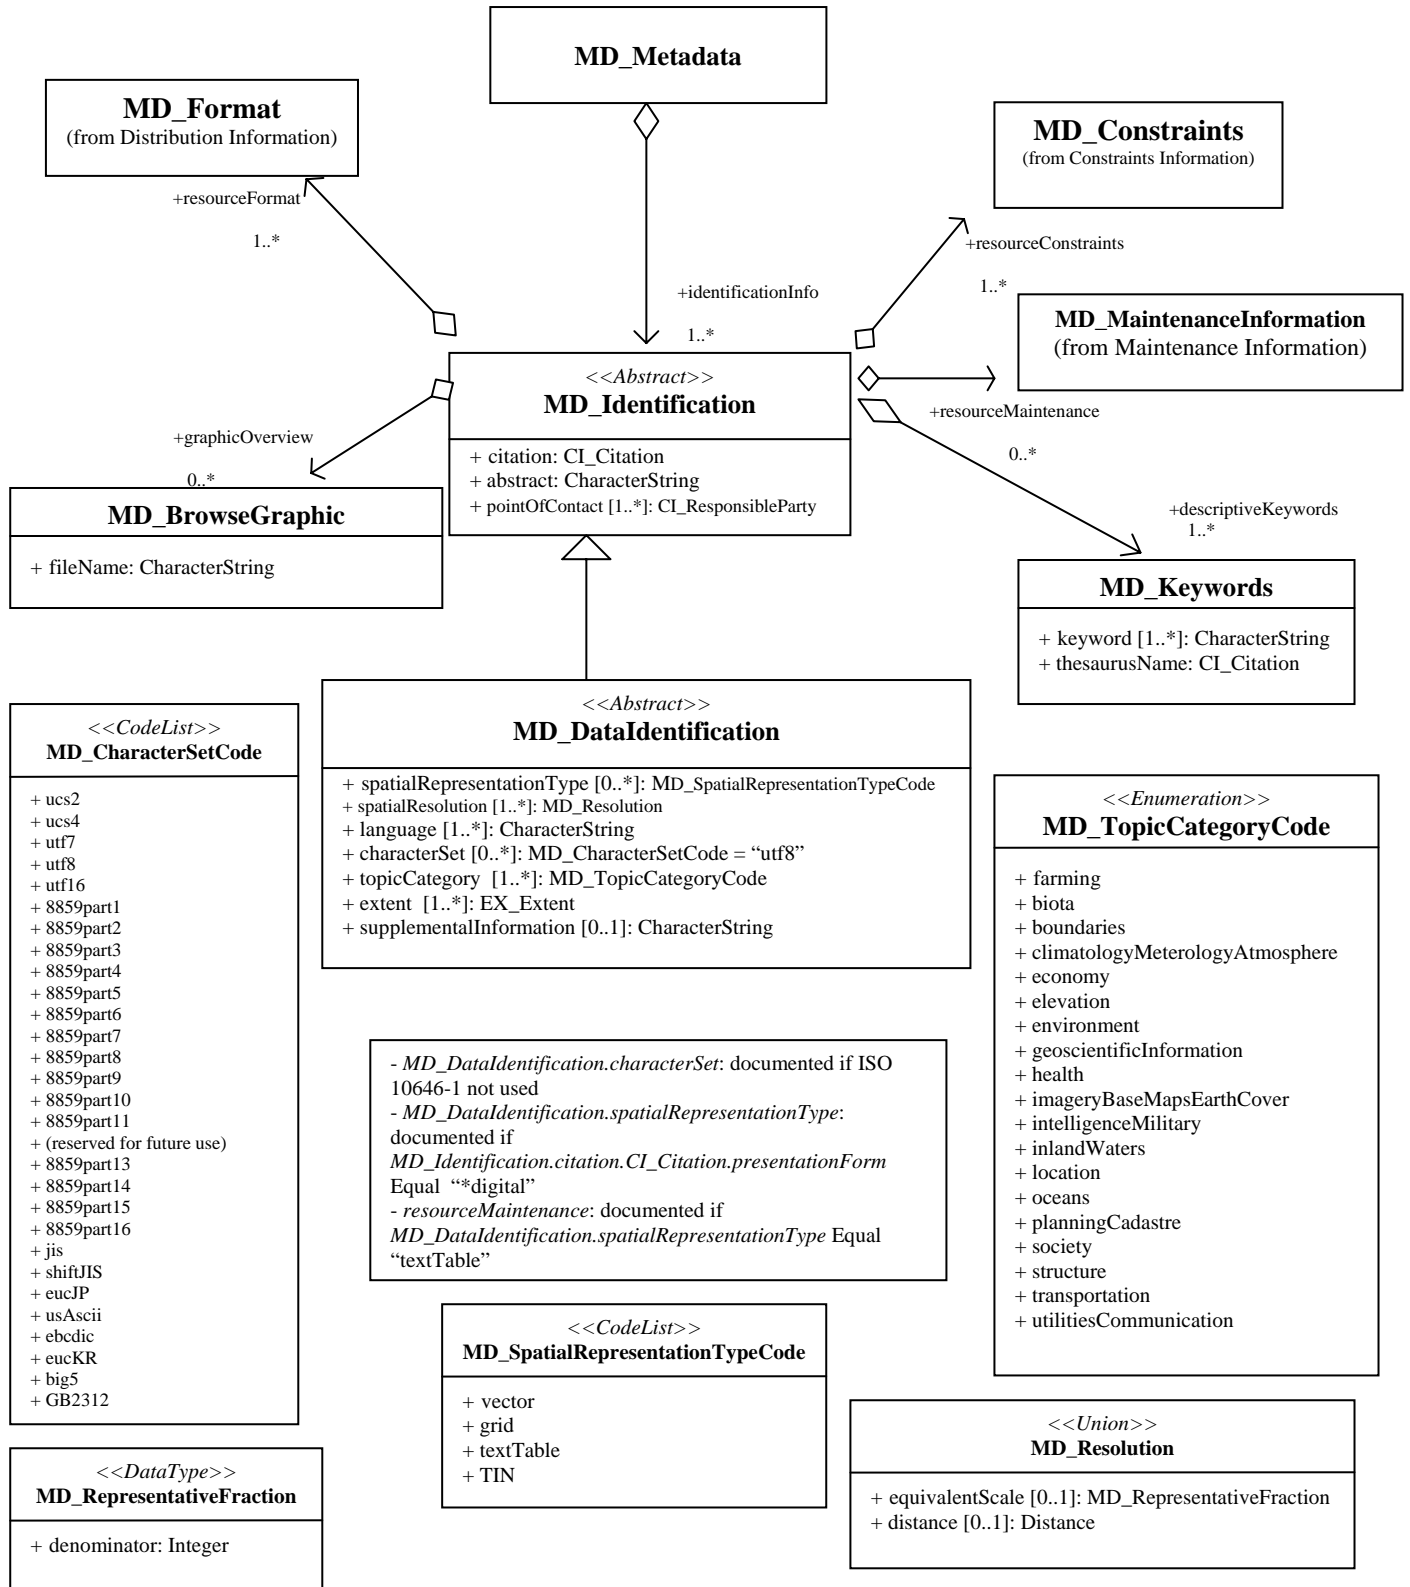 MD_Metadata
MD_Format
(from Distribution Information)
MD_Constraints
(from Constraints Information)
+resourceFormat
1..*
+resourceConstraints
1..*
+identificationInfo
1..*
MD_MaintenanceInformation
(from Maintenance Information)
<<Abstract>>
MD_Identification
+ citation: CI_Citation
+ abstract: CharacterString
+ pointOfContact [1..*]: CI_ResponsibleParty
+resourceMaintenance
0..*
+graphicOverview
0..*
MD_BrowseGraphic
+ fileName: CharacterString
+descriptiveKeywords
1..*
MD_Keywords
+ keyword [1..*]: CharacterString
+ thesaurusName: CI_Citation
<<Abstract>>
MD_DataIdentification
+ spatialRepresentationType [0..*]: MD_SpatialRepresentationTypeCode
+ spatialResolution [1..*]: MD_Resolution
+ language [1..*]: CharacterString
+ characterSet [0..*]: MD_CharacterSetCode = “utf8”
+ topicCategory [1..*]: MD_TopicCategoryCode
+ extent [1..*]: EX_Extent
+ supplementalInformation [0..1]: CharacterString
<<CodeList>>
MD_CharacterSetCode
+ ucs2
+ ucs4
+ utf7
+ utf8
+ utf16
+ 8859part1
+ 8859part2
+ 8859part3
+ 8859part4
+ 8859part5
+ 8859part6
+ 8859part7
+ 8859part8
+ 8859part9
+ 8859part10
+ 8859part11
+ (reserved for future use)
+ 8859part13
+ 8859part14
+ 8859part15
+ 8859part16
+ jis
+ shiftJIS
+ eucJP
+ usAscii
+ ebcdic
+ eucKR
+ big5
+ GB2312
<<Enumeration>>
MD_TopicCategoryCode
+ farming
+ biota
+ boundaries
+ climatologyMeterologyAtmosphere
+ economy
+ elevation
+ environment
+ geoscientificInformation
+ health
+ imageryBaseMapsEarthCover
+ intelligenceMilitary
+ inlandWaters
+ location
+ oceans
+ planningCadastre
+ society
+ structure
+ transportation
+ utilitiesCommunication
- MD_DataIdentification.characterSet: documented if ISO
10646-1 not used
- MD_DataIdentification.spatialRepresentationType:
documented if
MD_Identification.citation.CI_Citation.presentationForm
Equal “*digital”
- resourceMaintenance: documented if
MD_DataIdentification.spatialRepresentationType Equal
“textTable”
<<CodeList>>
MD_SpatialRepresentationTypeCode
+ vector
+ grid
+ textTable
+ TIN
<<Union>>
MD_Resolution
+ equivalentScale [0..1]: MD_RepresentativeFraction
+ distance [0..1]: Distance
<<DataType>>
MD_RepresentativeFraction
+ denominator: Integer